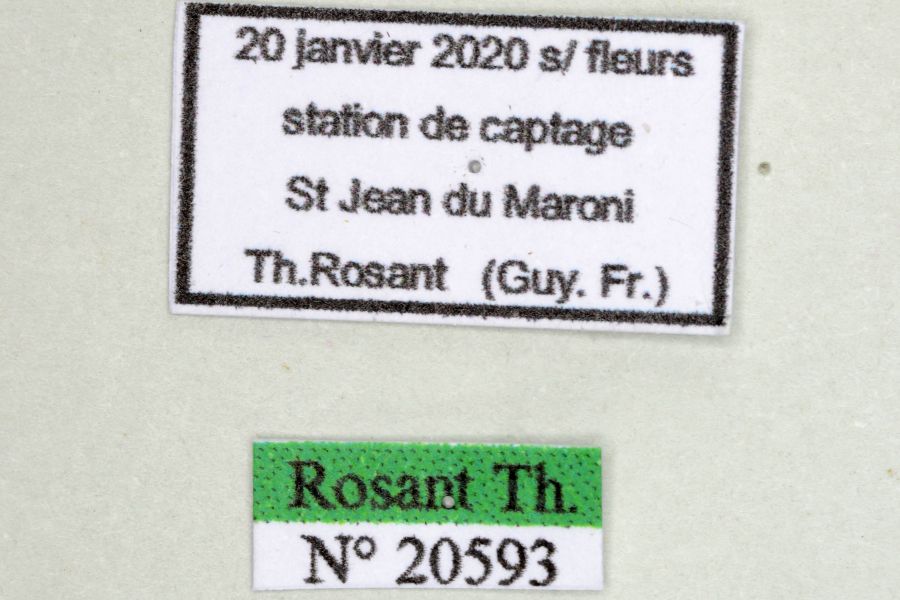 20 janvier 2020 s/ fleurs
station de captage
St Jean du Maroni
Th.Rosant (Guy. Fr.)
Rosant Th.
N° 20593